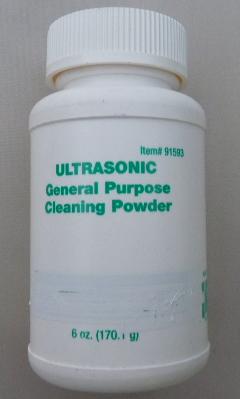 Item# 91593
ULTRASONIC
General Purpose
Cleaning Powder
6 oz. (170.1 g)